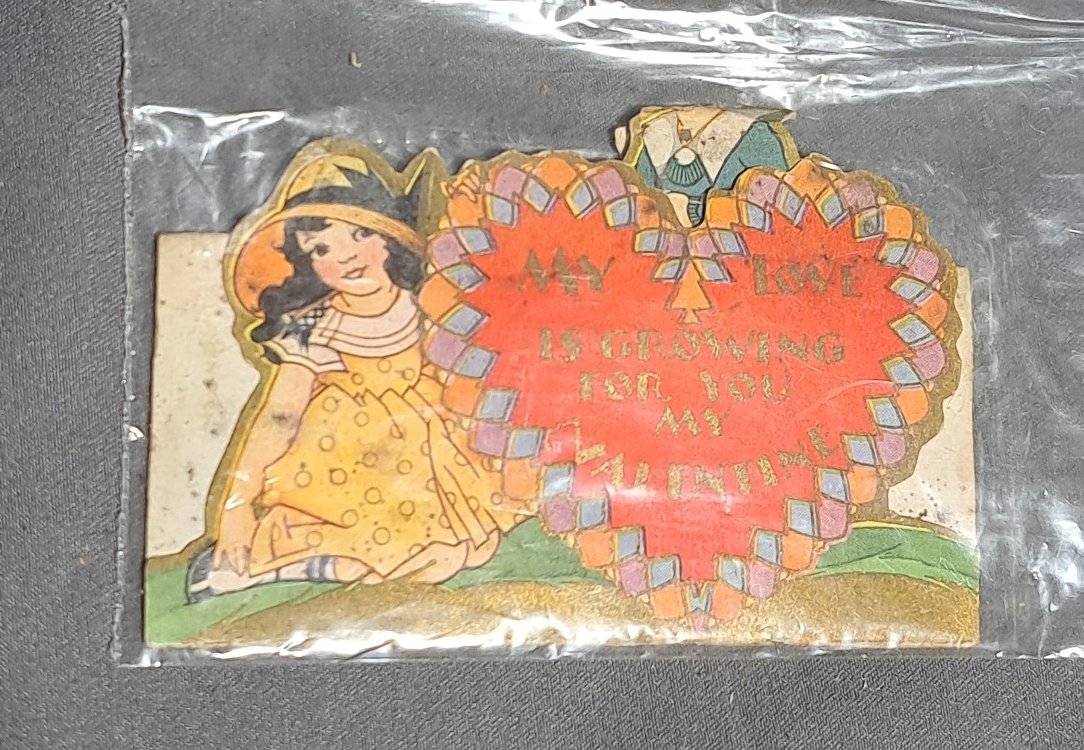 MY LOVE
IS GROWING
FOR YOU
MY
VALENTINE